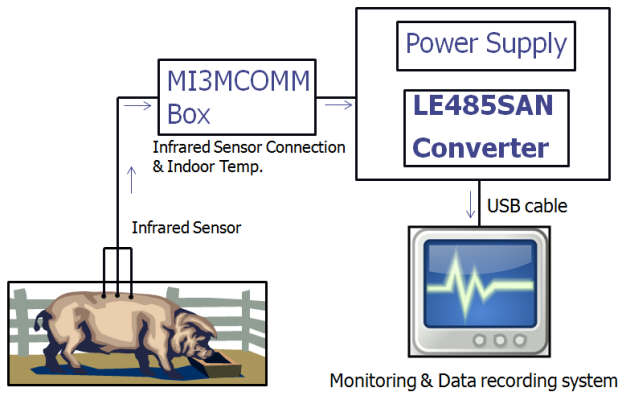 Power Supply
MI3MCOMM
Box
LE485SAN
Converter
Infrared Sensor Connection
& Indoor Temp.
USB cable
Infrared Sensor
Monitoring & Data recording system